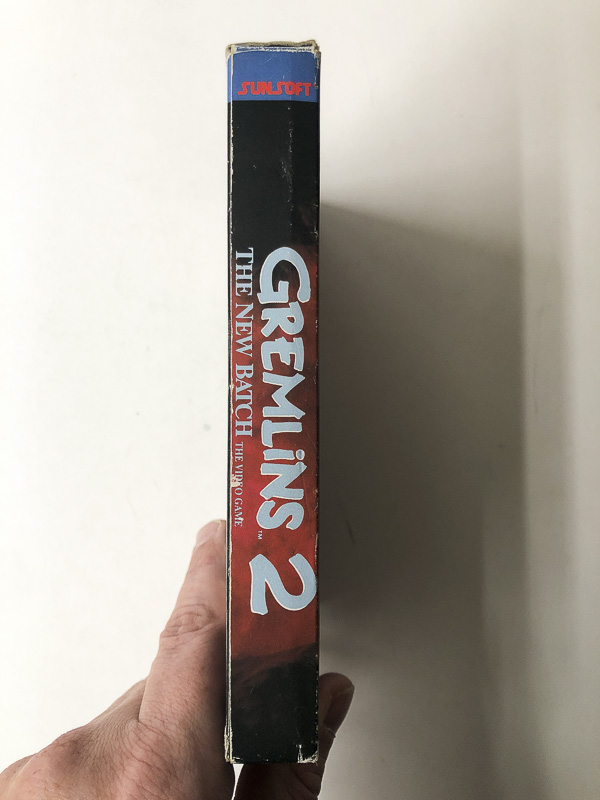 SUNSOFT
GREMLINS™ 2
THE NEW BATCH THE VIDEO GAME